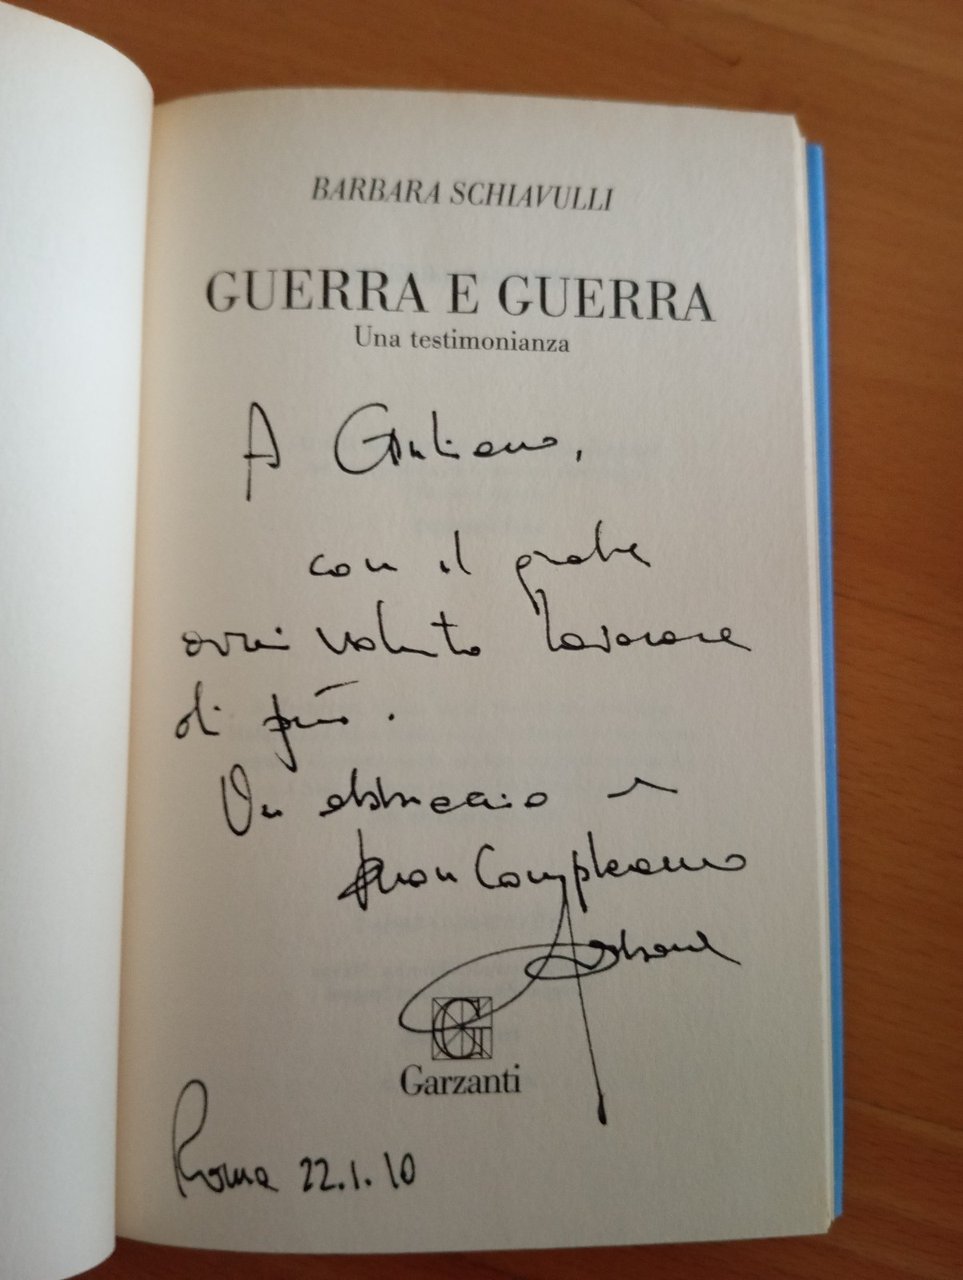 BARBARA SCHIAVULLI
GUERRA E GUERRA
Una testimonianza
A Giuliano,
con il quale
avrei voluto lavorare
di più.
Un abbraccio e
buon compleanno
Barbara
G
Garzanti
Roma 22.1.10